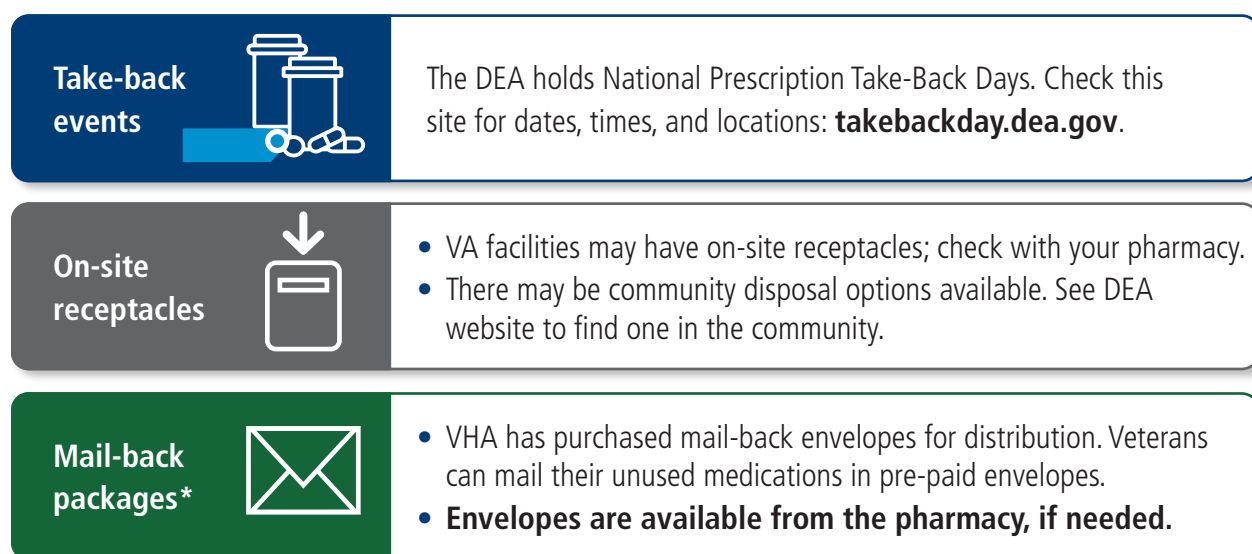 Take-back
events
The DEA holds National Prescription Take-Back Days. Check this
site for dates, times, and locations: takebackday.dea.gov.
On-site
receptacles
• VA facilities may have on-site receptacles; check with your pharmacy.
• There may be community disposal options available. See DEA
website to find one in the community.
Mail-back
packages*
• VHA has purchased mail-back envelopes for distribution. Veterans
can mail their unused medications in pre-paid envelopes.
• Envelopes are available from the pharmacy, if needed.